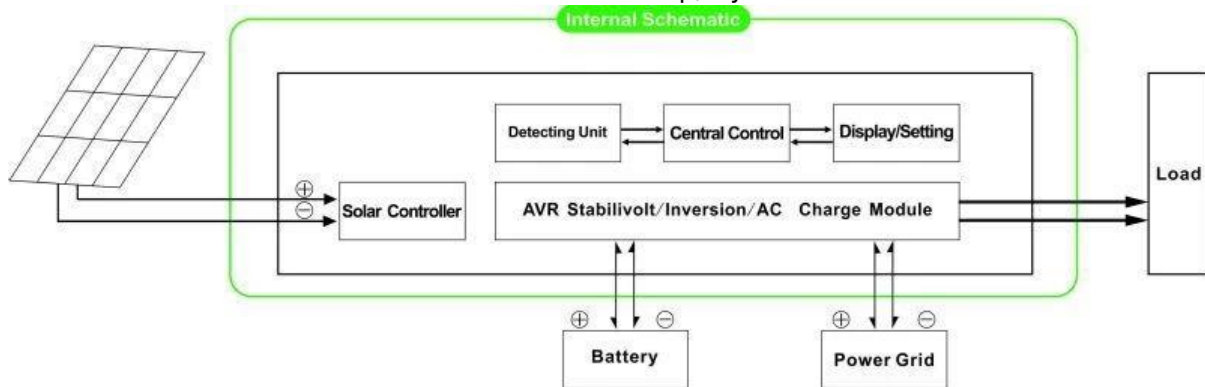 Internal Schematic
Detecting Unit
Central Control
Display/Setting
Load
⊕
⊖
Solar Controller
AVR Stabilivolt/Inversion/AC Charge Module
⊕ ⊖
⊕ ⊖
Battery
Power Grid